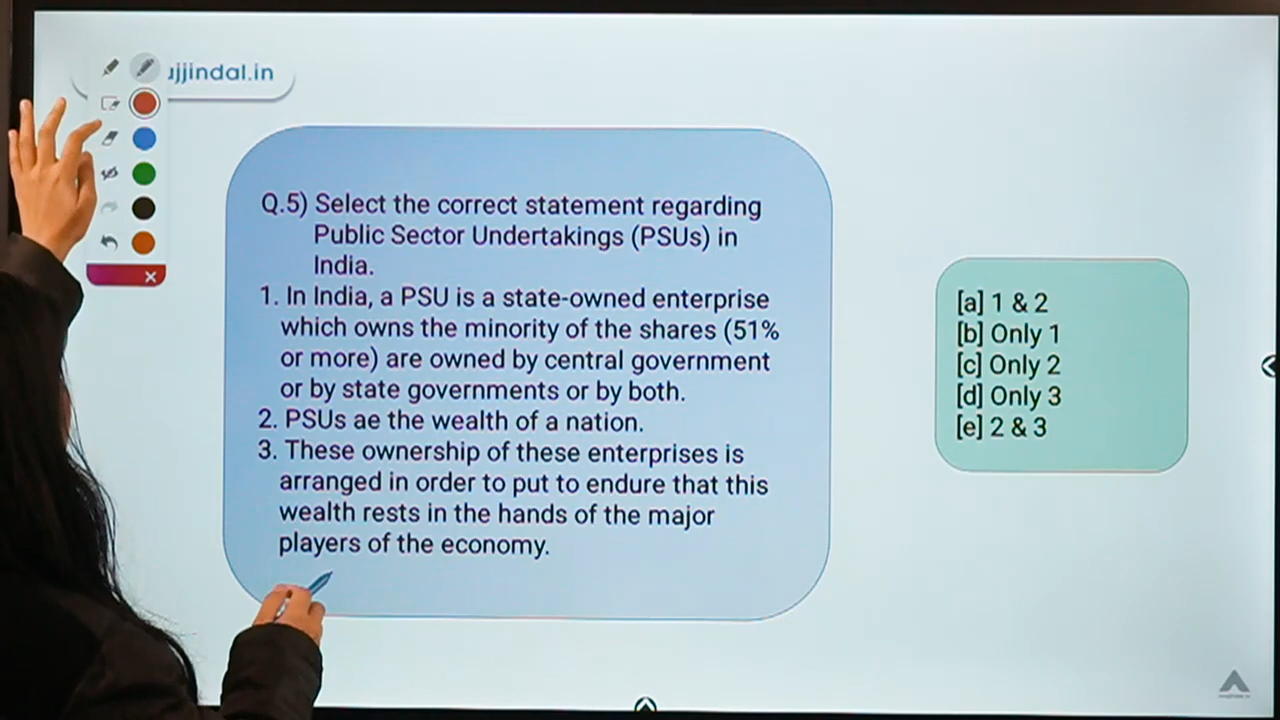 ujjindal.in
Q.5) Select the correct statement regarding
Public Sector Undertakings (PSUs) in
India.
1. In India, a PSU is a state-owned enterprise
which owns the minority of the shares (51%
or more) are owned by central government
or by state governments or by both.
2. PSUs ae the wealth of a nation.
3. These ownership of these enterprises is
arranged in order to put to endure that this
wealth rests in the hands of the major
players of the economy.
[a] 1 & 2
[b] Only 1
[c] Only 2
[d] Only 3
[e] 2 & 3